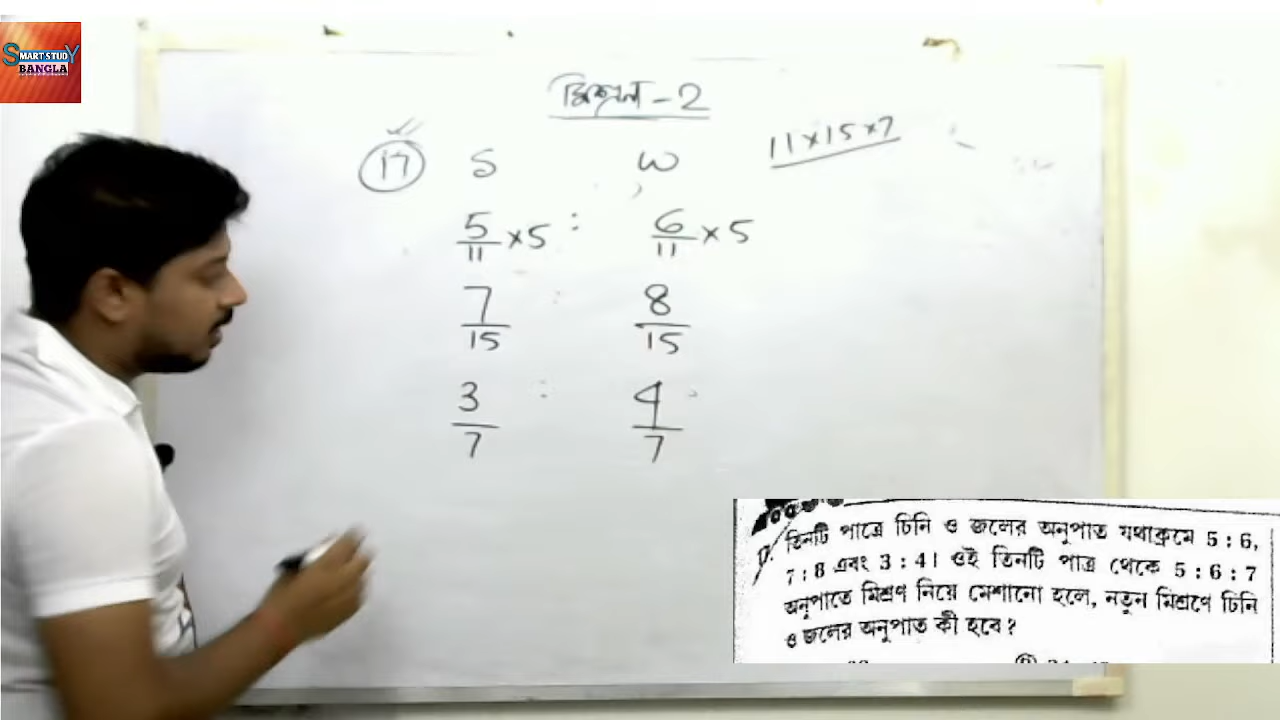 SMART STUDY
BANGLA
মিশ্রণ - 2
17 S W 11×15×7
5/11 ×5 : 6/11 ×5
7/15 : 8/15
3/7 : 4/7
17. তিনটি পাত্রে চিনি ও জলের অনুপাত যথাক্রমে 5 : 6,
7 : 8 এবং 3 : 4। ওই তিনটি পাত্র থেকে 5 : 6 : 7
অনুপাতে মিশ্রণ নিয়ে মেশানো হলে, নতুন মিশ্রণে চিনি
ও জলের অনুপাত কী হবে?